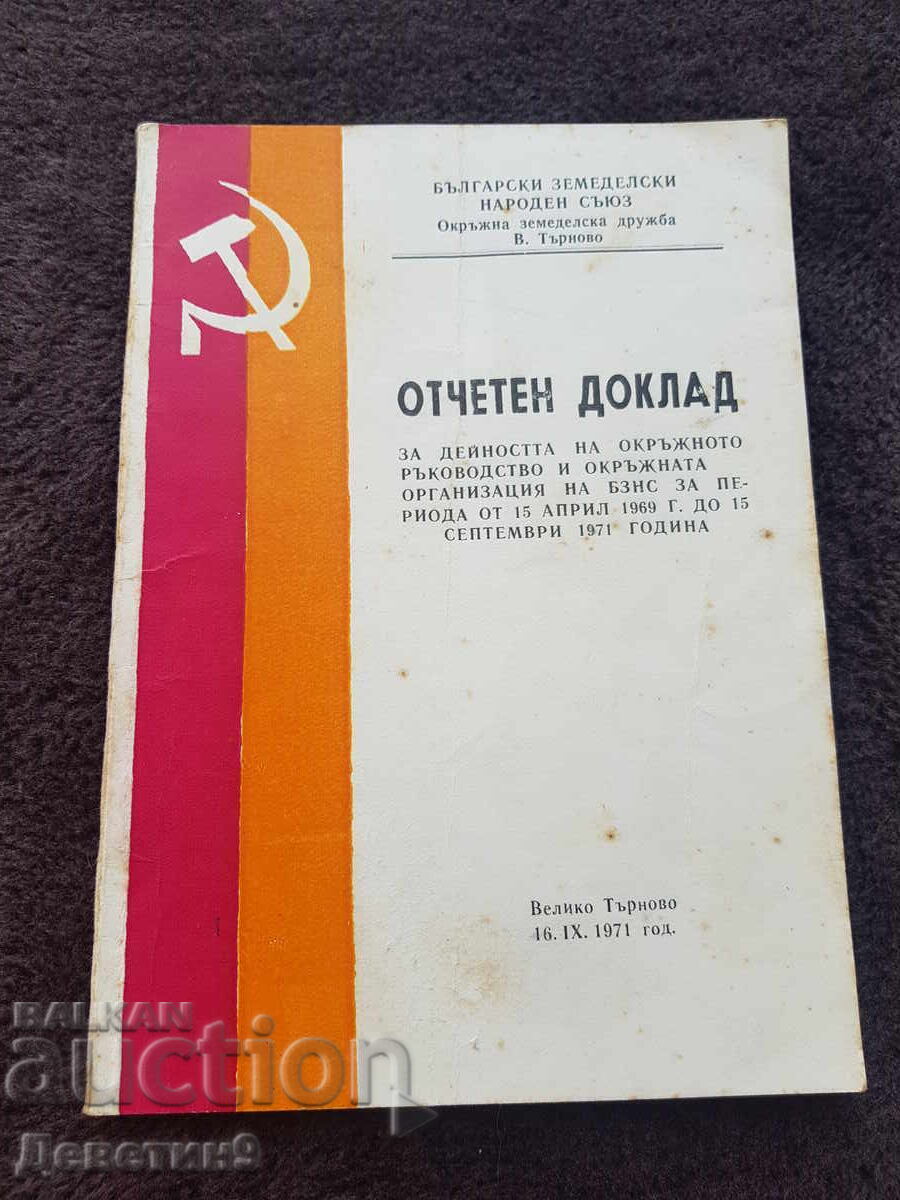 БЪЛГАРСКИ ЗЕМЕДЕЛСКИ
НАРОДЕН СЪЮЗ
Окръжна земеделска дружба
В. Търново
ОТЧЕТЕН ДОКЛАД
ЗА ДЕЙНОСТТА НА ОКРЪЖНОТО
РЪКОВОДСТВО И ОКРЪЖНАТА
ОРГАНИЗАЦИЯ НА БЗНС ЗА ПЕ-
РИОДА ОТ 15 АПРИЛ 1969 Г. ДО 15
СЕПТЕМВРИ 1971 ГОДИНА
Велико Търново
16. IX. 1971 год.
BALKAN
auction
Деветин9